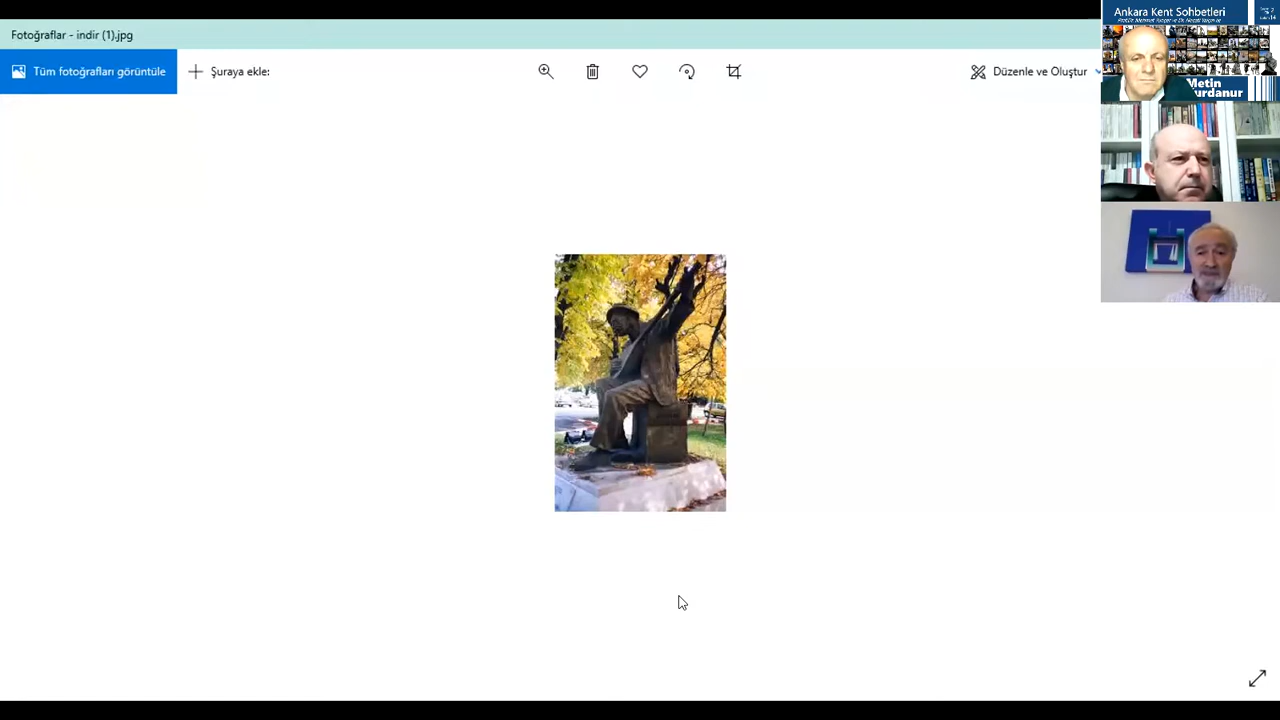 Fotoğraflar - indir (1).jpg
Tüm fotoğrafları görüntüle
Şuraya ekle:
Düzenle ve Oluştur
Ankara Kent Sohbetleri
Metin
urdanur